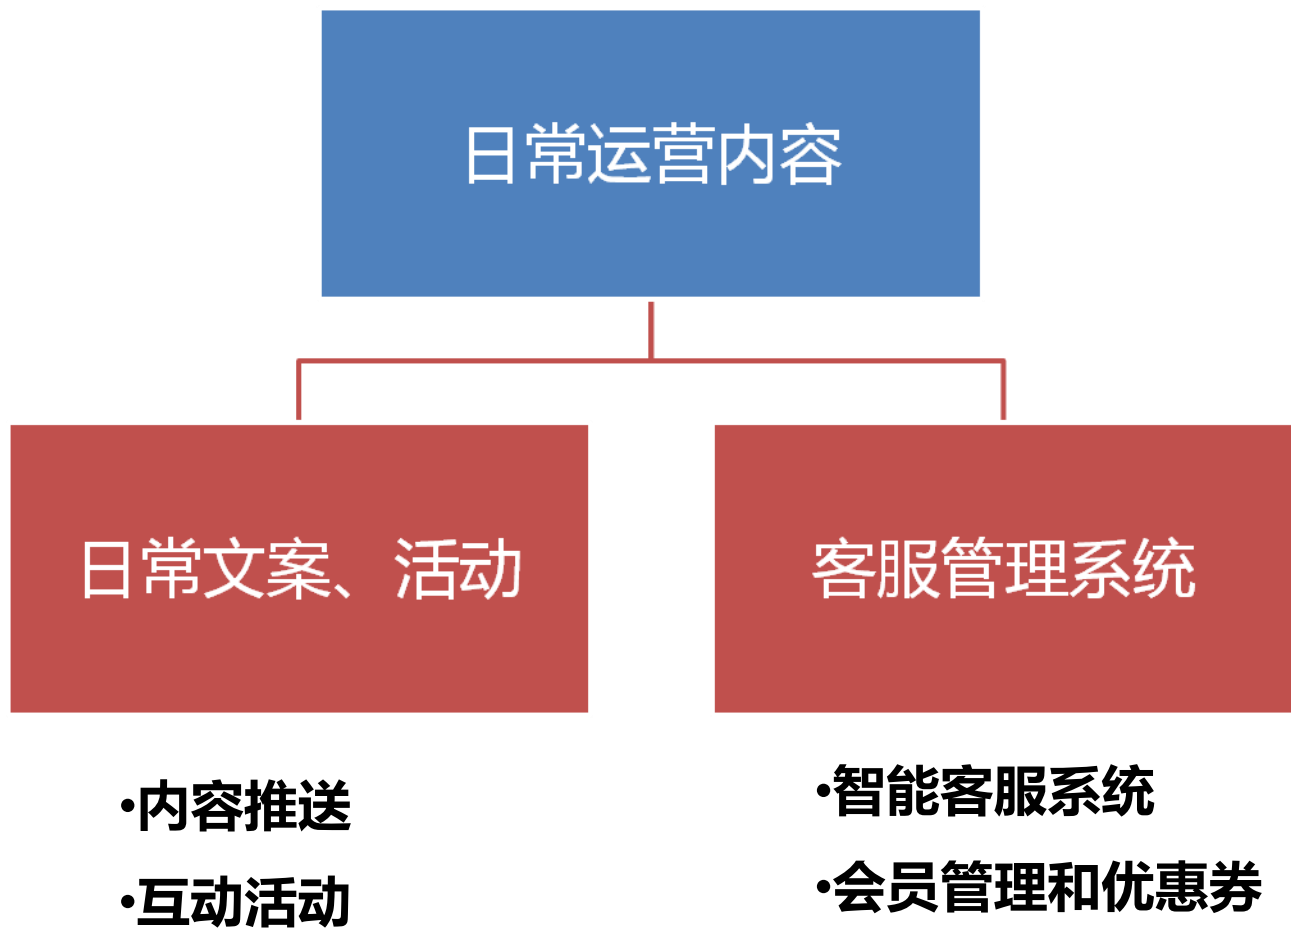 日常运营内容
日常文案、活动
客服管理系统
•内容推送
•互动活动
•智能客服系统
•会员管理和优惠券